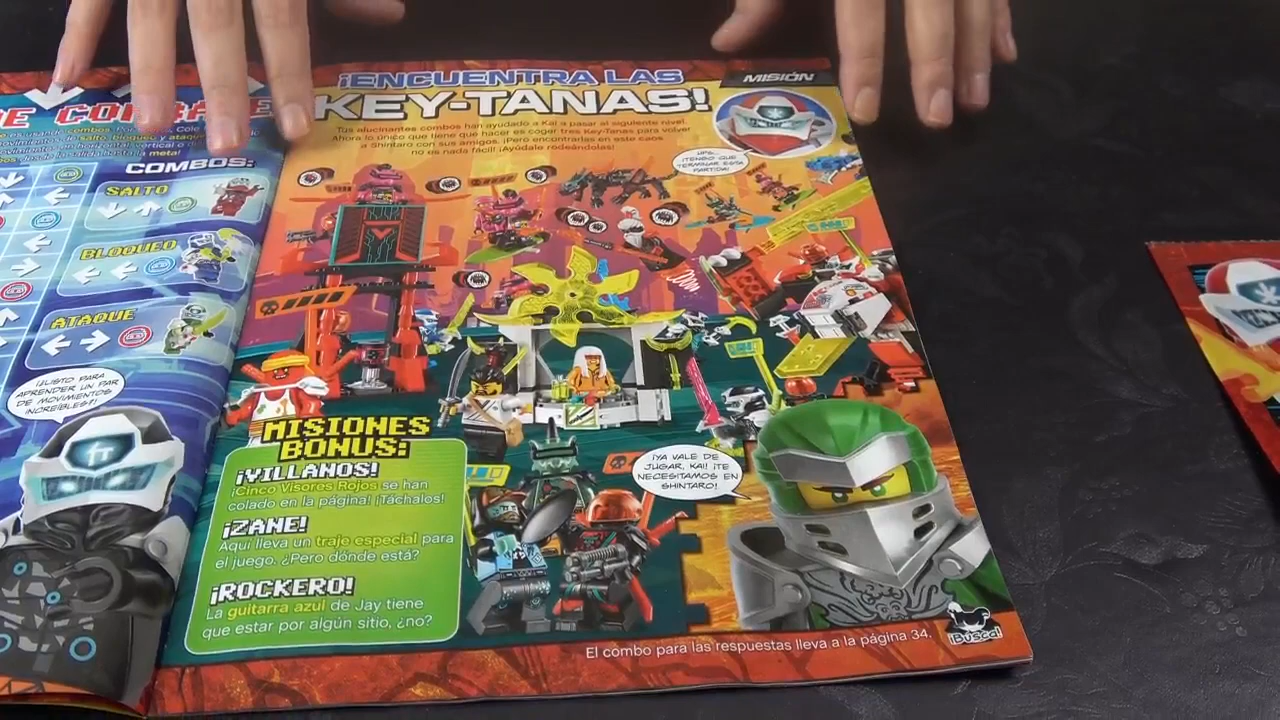 DE COMBATE
COMBOS:
SALTO
BLOQUEO
ATAQUE
¡LISTO PARA
APRENDER UN PAR
DE MOVIMIENTOS
INCREÍBLES!
¡ENCUENTRA LAS
KEY-TANAS!
MISIÓN
Tus alucinantes combos han ayudado a Kai a pasar al siguiente nivel.
Ahora lo único que tiene que hacer es coger tres Key-Tanas para volver
a Shintaro con sus amigos. ¡Pero encontrarlas en este caos
no es nada fácil! ¡Ayúdale rodeándolas!
UPS...
¡TENGO QUE
TERMINAR ESTA
PARTIDA!
MISIONES
BONUS:
¡VILLANOS!
¡Cinco Visores Rojos se han
colado en la página! ¡Táchalos!
¡ZANE!
Aquí lleva un traje especial para
el juego. ¿Pero dónde está?
¡ROCKERO!
La guitarra azul de Jay tiene
que estar por algún sitio, ¿no?
¡YA VALE DE
JUGAR, KAI! ¡TE
NECESITAMOS EN
SHINTARO!
El combo para las respuestas lleva a la página 34.
¡Busca!